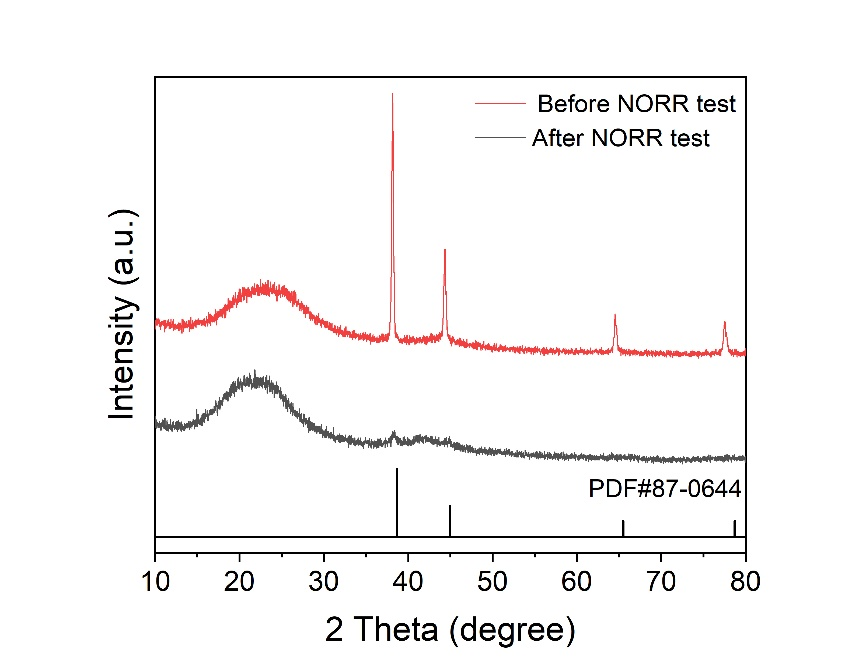 Before NORR test
After NORR test
Intensity (a.u.)
PDF#87-0644
10 20 30 40 50 60 70 80
2 Theta (degree)